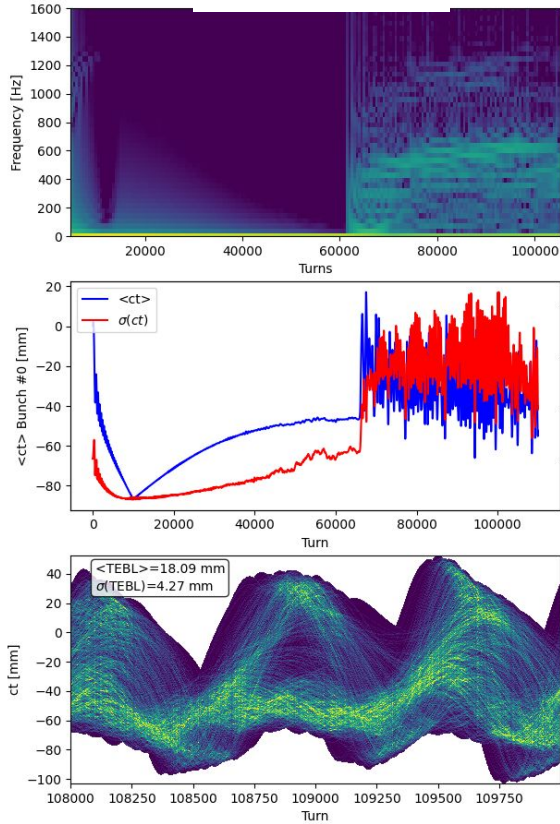 1600
1400
1200
1000
800
600
400
200
0
Frequency [Hz]
20000 40000 60000 80000 100000
Turns
20
0
−20
−40
−60
−80
<ct> Bunch #0 [mm]
<ct>
σ(ct)
0 20000 40000 60000 80000 100000
Turn
<TEBL>=18.09 mm
σ(TEBL)=4.27 mm
40
20
0
−20
−40
−60
−80
−100
ct [mm]
108000 108250 108500 108750 109000 109250 109500 109750
Turn